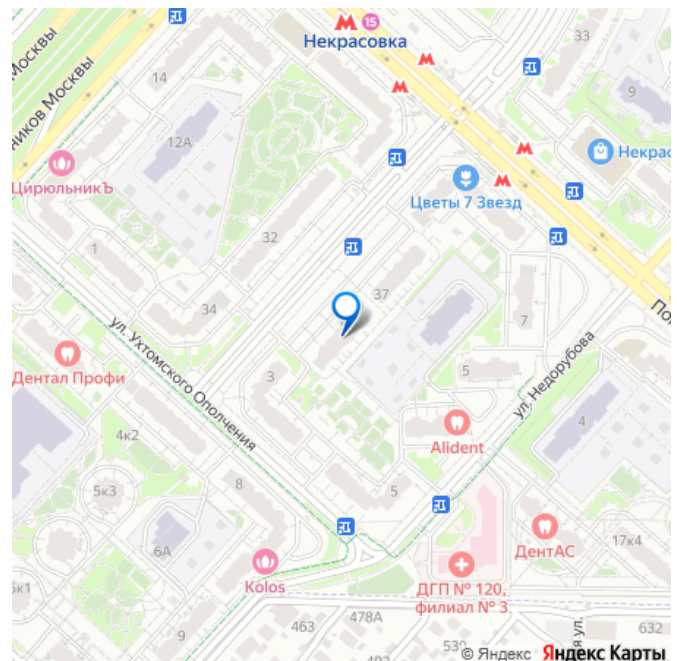 Москвы
15
Некрасовка
33
14
9
12А
ников Москвы
Некрас
ЦирюльникЪ
Цветы 7 Звезд
32
1
37
34
7
По
ул. Ухтомского Ополчения
ул. Недорубова
Дентал Профи
3
5
4к2
Alident
4
5к3
8
5
6А
ДентАС
17к4
Kolos
ДГП № 120,
филиал № 3
5к1
478А
463
632
9
я ул.
© Яндекс Яндекс Карты